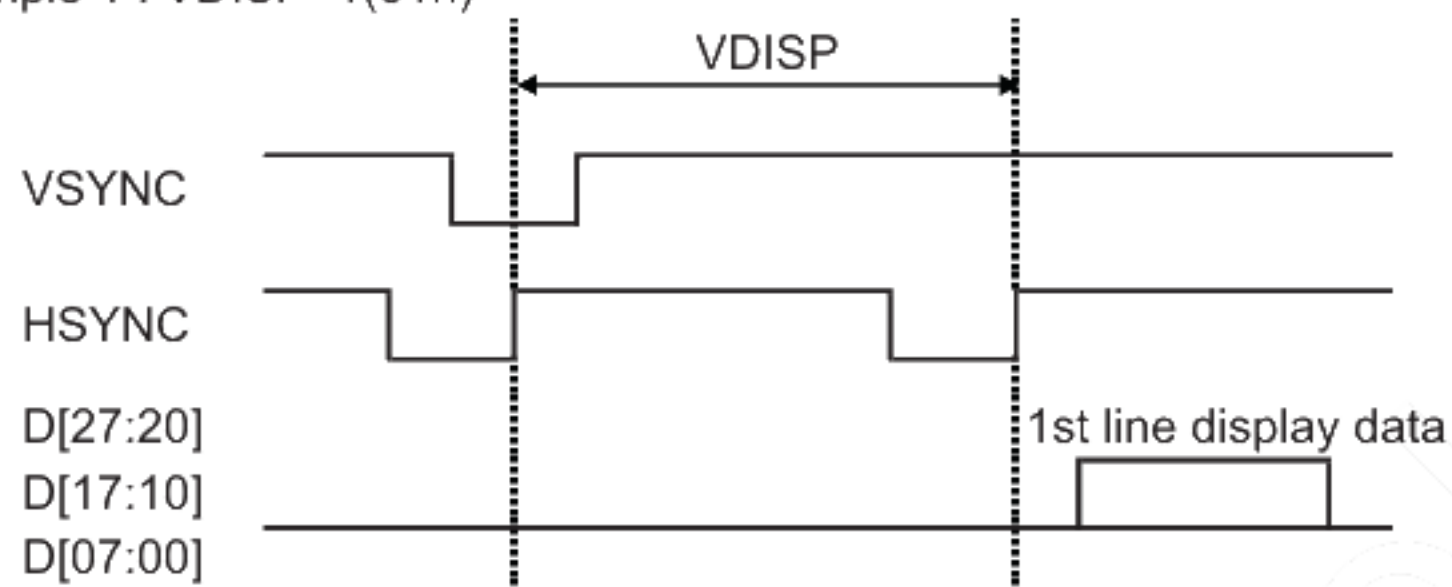 VDISP
VSYNC
HSYNC
D[27:20]
1st line display data
D[17:10]
D[07:00]